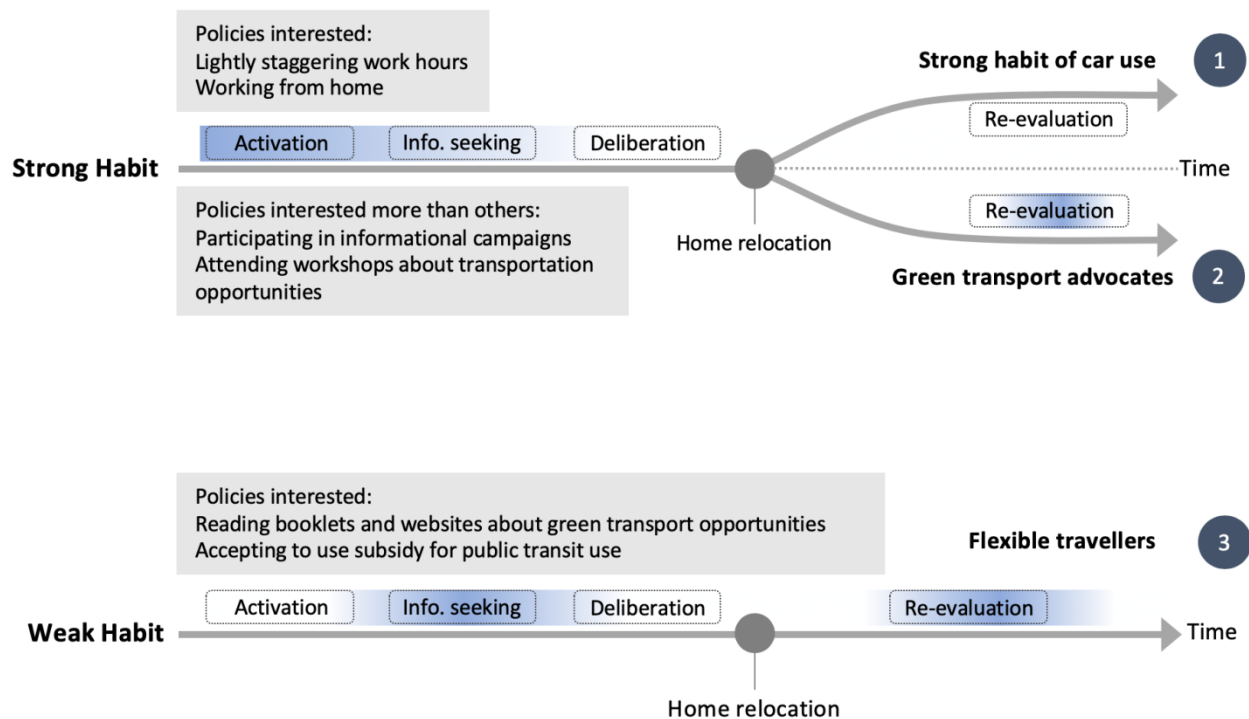 Policies interested:
Lightly staggering work hours
Working from home
Strong habit of car use
1
Re-evaluation
Activation
Info. seeking
Deliberation
Strong Habit
Time
Policies interested more than others:
Participating in informational campaigns
Attending workshops about transportation
opportunities
Home relocation
Re-evaluation
Green transport advocates
2
Policies interested:
Reading booklets and websites about green transport opportunities
Accepting to use subsidy for public transit use
Flexible travellers
3
Activation
Info. seeking
Deliberation
Re-evaluation
Weak Habit
Time
Home relocation